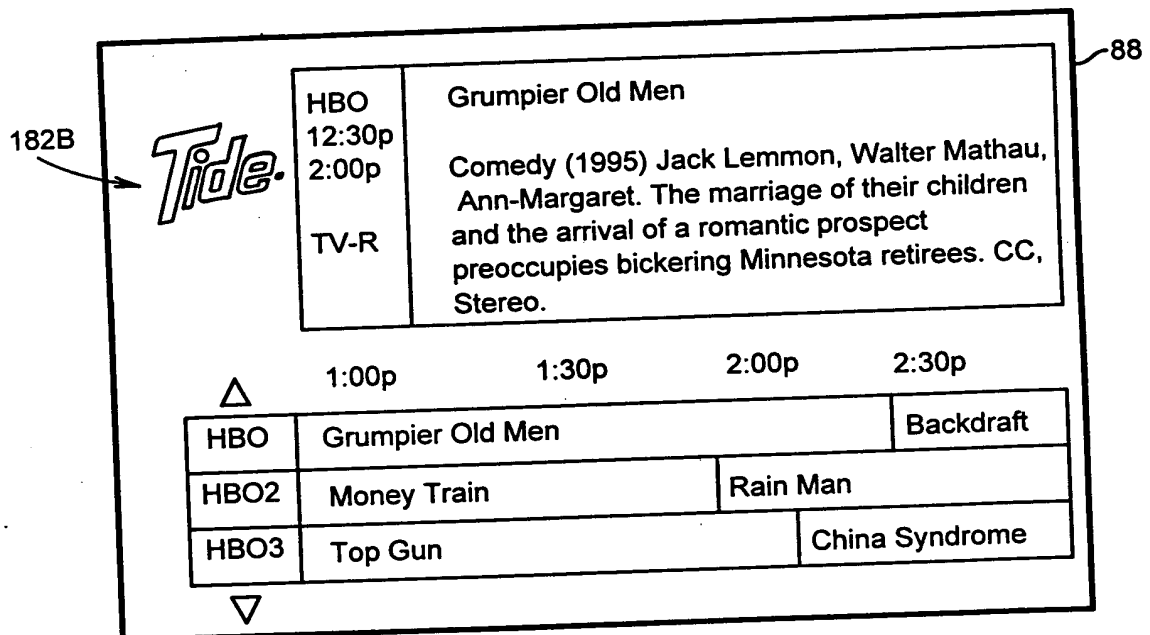 88
182B
Tide.
HBO
12:30p
2:00p
TV-R
Grumpier Old Men
Comedy (1995) Jack Lemmon, Walter Mathau,
Ann-Margaret. The marriage of their children
and the arrival of a romantic prospect
preoccupies bickering Minnesota retirees. CC,
Stereo.
1:00p 1:30p 2:00p 2:30p
HBO Grumpier Old Men Backdraft
HBO2 Money Train Rain Man
HBO3 Top Gun China Syndrome